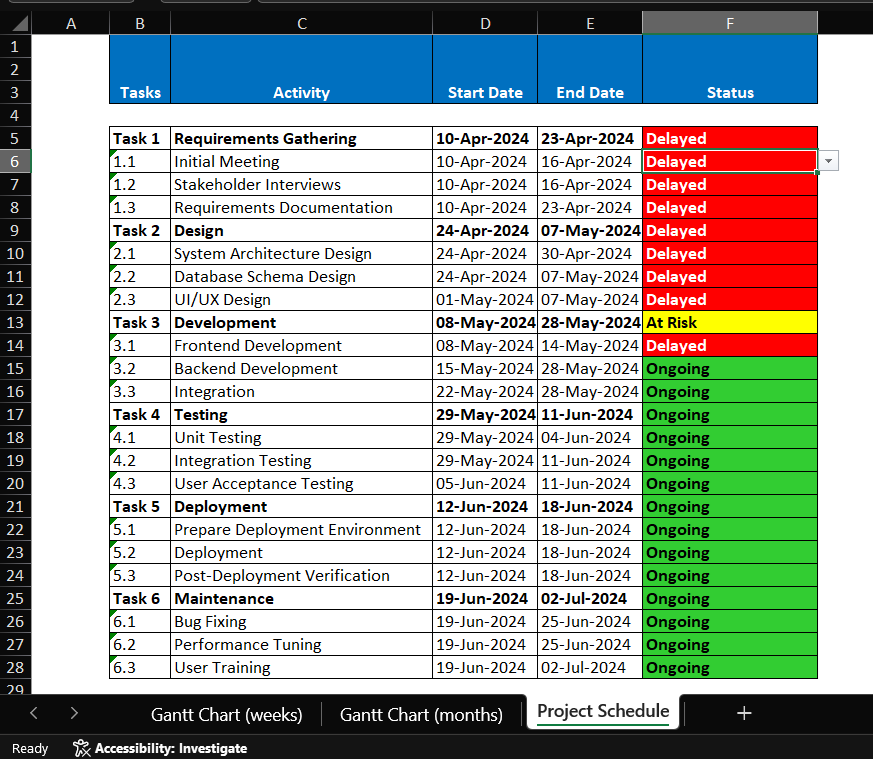 A B C D E F
1
2
3 Tasks Activity Start Date End Date Status
4
5 Task 1 Requirements Gathering 10-Apr-2024 23-Apr-2024 Delayed
6 1.1 Initial Meeting 10-Apr-2024 16-Apr-2024 Delayed
7 1.2 Stakeholder Interviews 10-Apr-2024 16-Apr-2024 Delayed
8 1.3 Requirements Documentation 10-Apr-2024 23-Apr-2024 Delayed
9 Task 2 Design 24-Apr-2024 07-May-2024 Delayed
10 2.1 System Architecture Design 24-Apr-2024 30-Apr-2024 Delayed
11 2.2 Database Schema Design 24-Apr-2024 07-May-2024 Delayed
12 2.3 UI/UX Design 01-May-2024 07-May-2024 Delayed
13 Task 3 Development 08-May-2024 28-May-2024 At Risk
14 3.1 Frontend Development 08-May-2024 14-May-2024 Delayed
15 3.2 Backend Development 15-May-2024 28-May-2024 Ongoing
16 3.3 Integration 22-May-2024 28-May-2024 Ongoing
17 Task 4 Testing 29-May-2024 11-Jun-2024 Ongoing
18 4.1 Unit Testing 29-May-2024 04-Jun-2024 Ongoing
19 4.2 Integration Testing 29-May-2024 11-Jun-2024 Ongoing
20 4.3 User Acceptance Testing 05-Jun-2024 11-Jun-2024 Ongoing
21 Task 5 Deployment 12-Jun-2024 18-Jun-2024 Ongoing
22 5.1 Prepare Deployment Environment 12-Jun-2024 18-Jun-2024 Ongoing
23 5.2 Deployment 12-Jun-2024 18-Jun-2024 Ongoing
24 5.3 Post-Deployment Verification 12-Jun-2024 18-Jun-2024 Ongoing
25 Task 6 Maintenance 19-Jun-2024 02-Jul-2024 Ongoing
26 6.1 Bug Fixing 19-Jun-2024 25-Jun-2024 Ongoing
27 6.2 Performance Tuning 19-Jun-2024 25-Jun-2024 Ongoing
28 6.3 User Training 19-Jun-2024 02-Jul-2024 Ongoing
29
Gantt Chart (weeks) Gantt Chart (months) Project Schedule
Ready Accessibility: Investigate